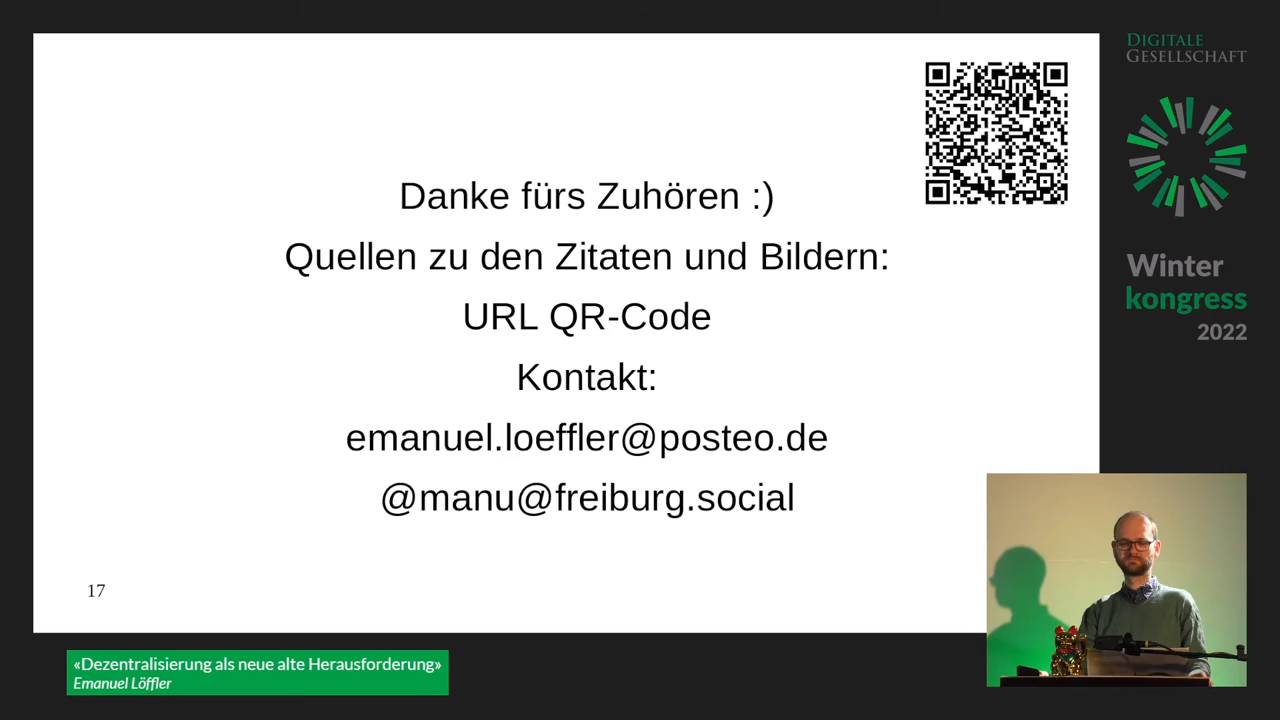 Danke fürs Zuhören :)
Quellen zu den Zitaten und Bildern:
URL QR-Code
Kontakt:
emanuel.loeffler@posteo.de
@manu@freiburg.social
17
DIGITALE
GESELLSCHAFT
Winter
kongress
2022
«Dezentralisierung als neue alte Herausforderung»
Emanuel Löffler